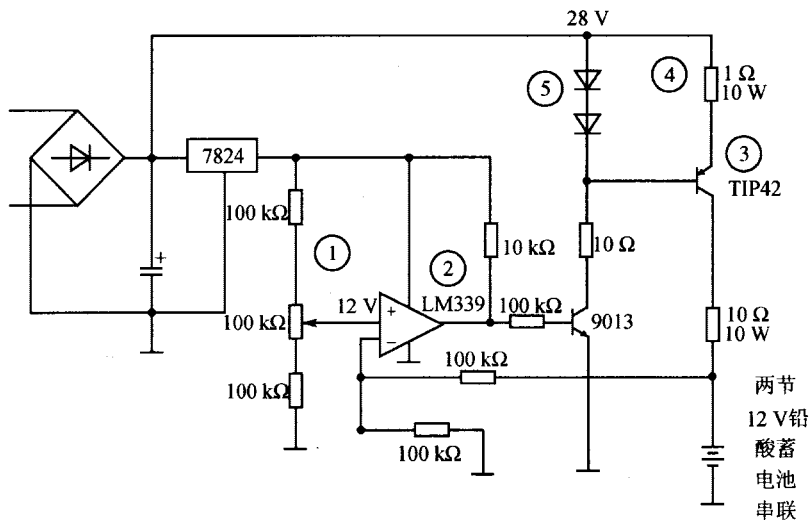 28 V
⑤
④
1 Ω
10 W
7824
③
TIP42
100 kΩ
①
10 kΩ
②
10 Ω
12 V
LM339
100 kΩ
100 kΩ
9013
10 Ω
10 W
+
+
−
100 kΩ
100 kΩ
100 kΩ
两节
12 V铅
酸蓄
电池
串联